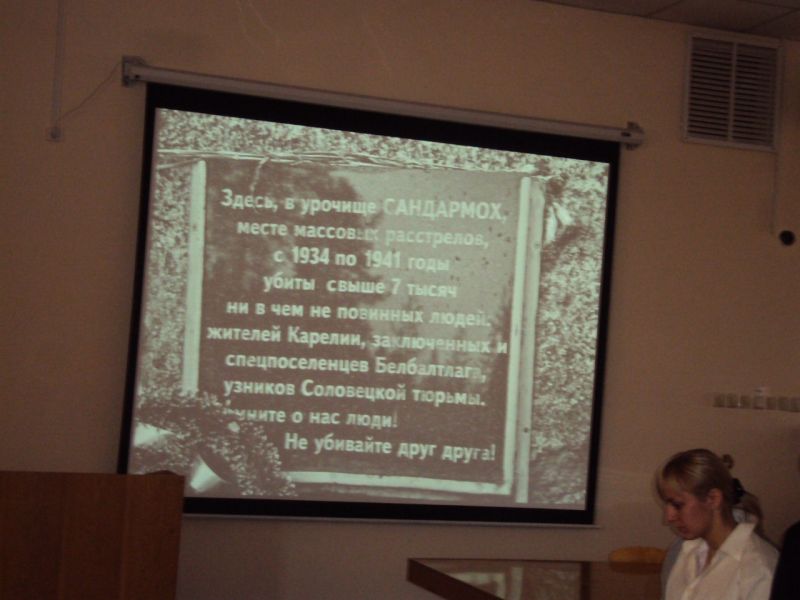 Здесь, в урочище САНДАРМОХ,
месте массовых расстрелов,
с 1934 по 1941 годы
убиты свыше 7 тысяч
ни в чем не повинных людей:
жителей Карелии, заключенных и
спецпоселенцев Белбалтлага,
узников Соловецкой тюрьмы.
о нас люди!
Не убивайте друг друга!